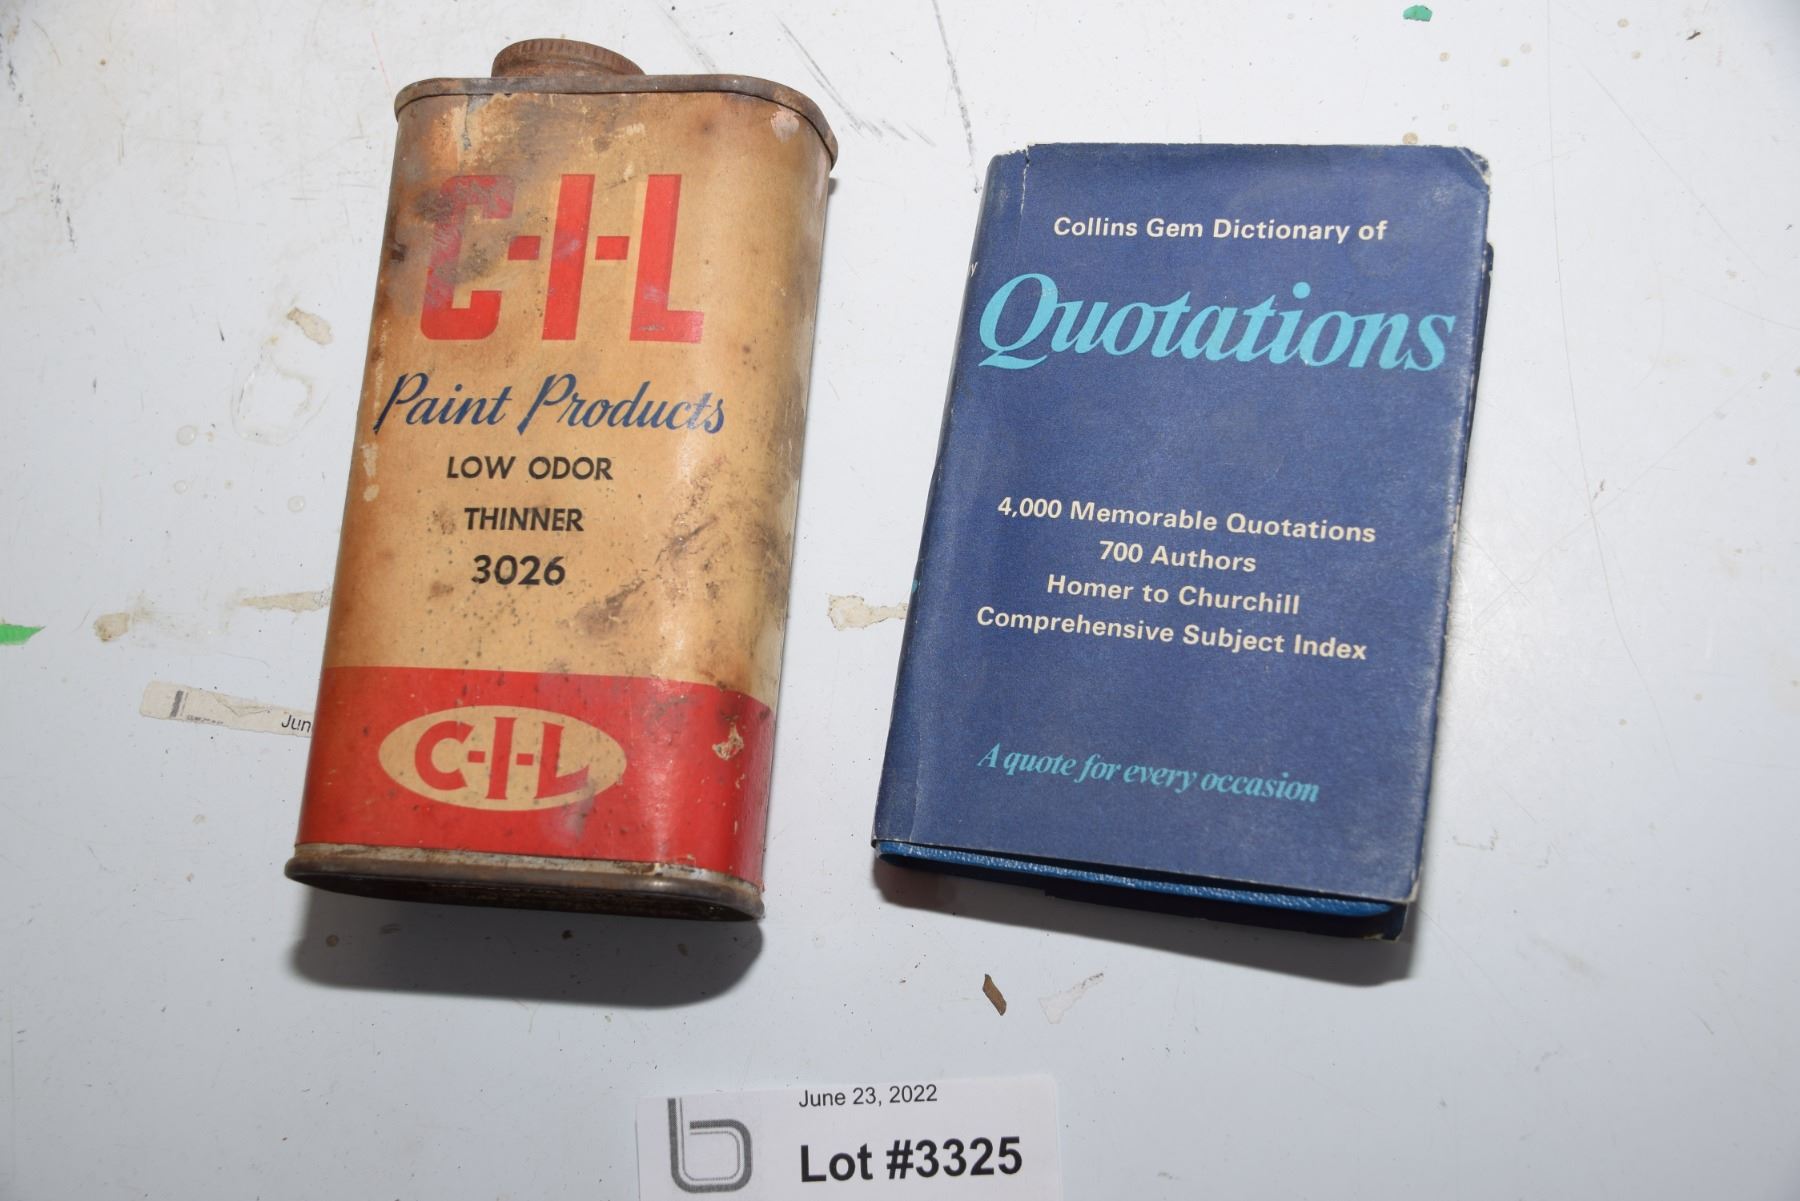 C-I-L
Paint Products
LOW ODOR
THINNER
3026
C-I-L
Collins Gem Dictionary of
Quotations
4,000 Memorable Quotations
700 Authors
Homer to Churchill
Comprehensive Subject Index
A quote for every occasion
Jun
June 23, 2022
Lot #3325